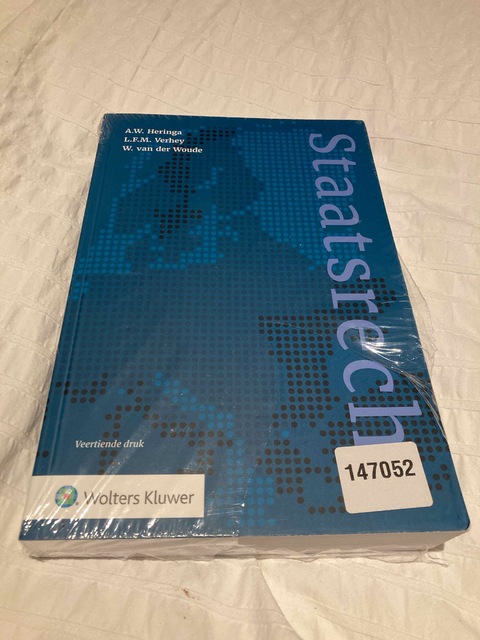 A.W. Heringa
L.F.M. Verhey
W. van der Woude
Staatsrech
Veertiende druk
147052
Wolters Kluwer